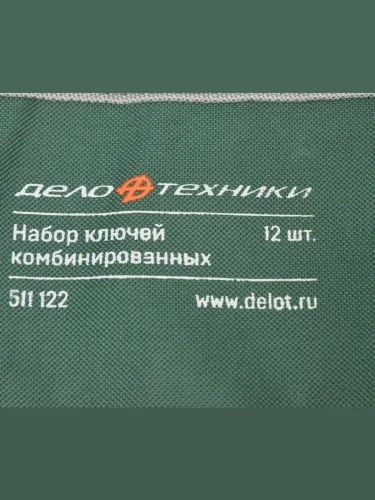 дело техники
Набор ключей 12 шт.
комбинированных
511 122 www.delot.ru